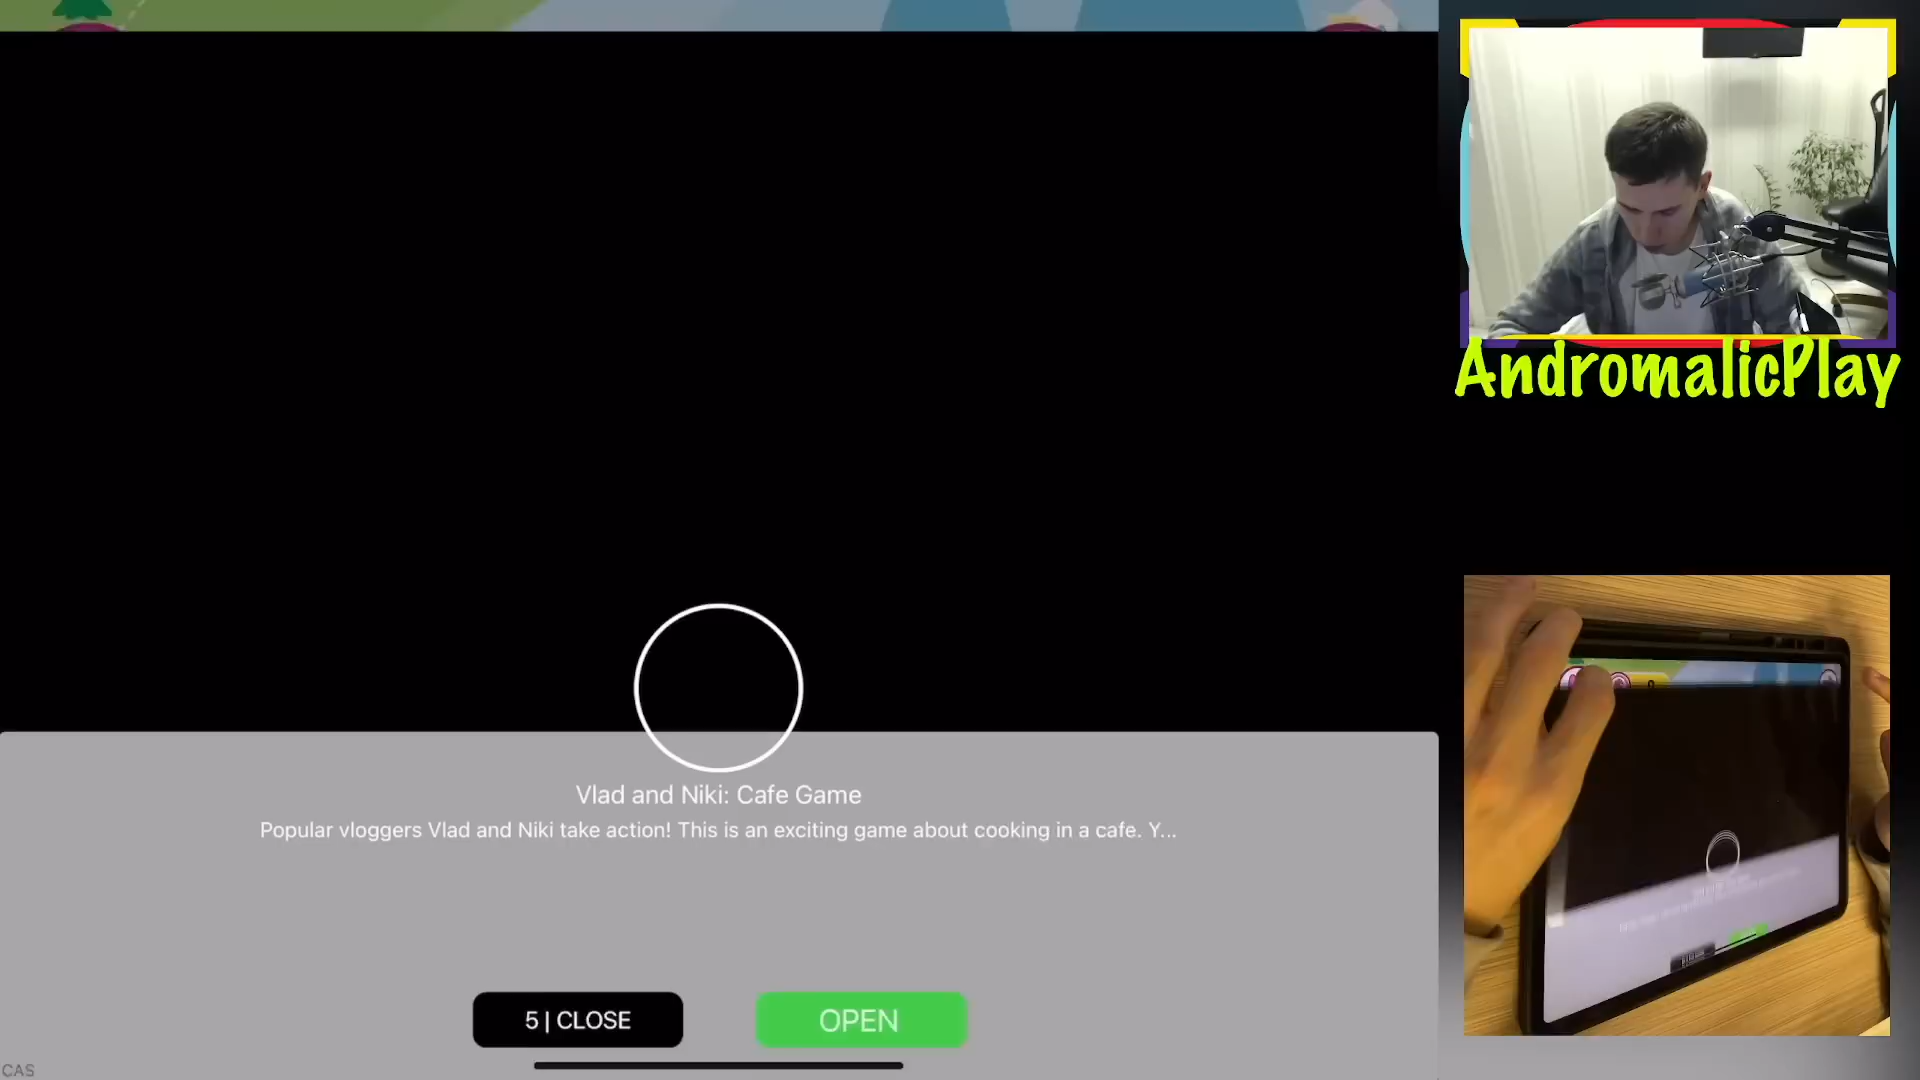 AndromalicPlay
Vlad and Niki: Cafe Game
Popular vloggers Vlad and Niki take action! This is an exciting game about cooking in a cafe. Y...
5 | CLOSE
OPEN
CAS